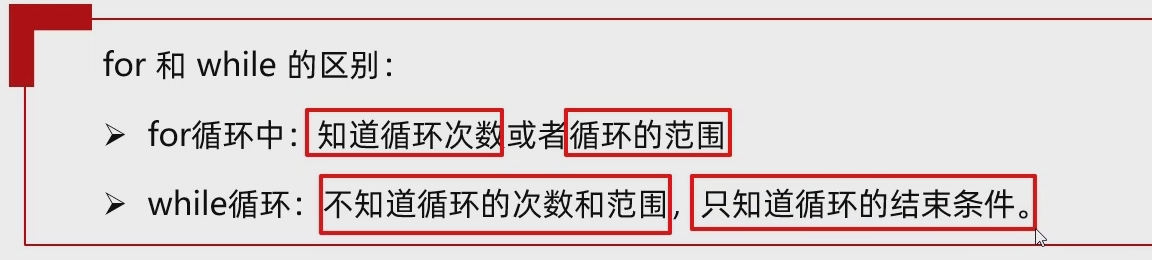 for 和 while 的区别：
➢ for循环中：知道循环次数或者循环的范围
➢ while循环：不知道循环的次数和范围，只知道循环的结束条件。